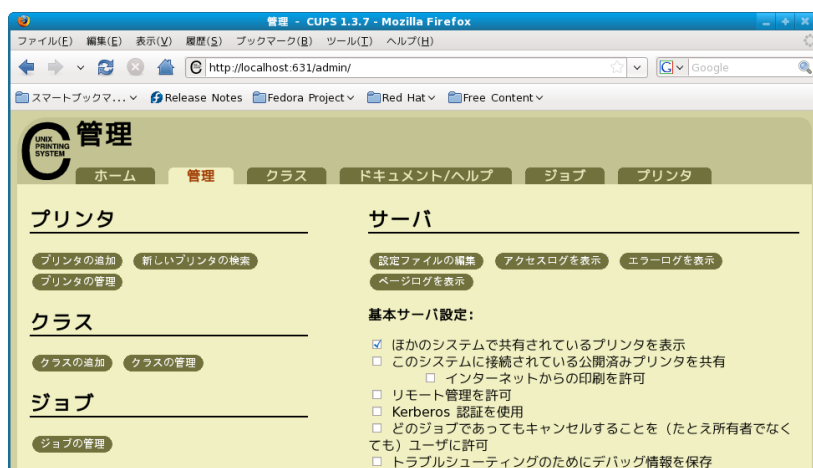 管理 - CUPS 1.3.7 - Mozilla Firefox
ファイル(F) 編集(E) 表示(V) 履歴(S) ブックマーク(B) ツール(T) ヘルプ(H)
http://localhost:631/admin/
Google
スマートブックマ... Release Notes Fedora Project Red Hat Free Content
UNIX
PRINTING
SYSTEM
管理
ホーム 管理 クラス ドキュメント/ヘルプ ジョブ プリンタ
プリンタ
プリンタの追加 新しいプリンタの検索
プリンタの管理
クラス
クラスの追加 クラスの管理
ジョブ
ジョブの管理
サーバ
設定ファイルの編集 アクセスログを表示 エラーログを表示
ページログを表示
基本サーバ設定:
ほかのシステムで共有されているプリンタを表示
このシステムに接続されている公開済みプリンタを共有
インターネットからの印刷を許可
リモート管理を許可
Kerberos 認証を使用
どのジョブであってもキャンセルすることを（たとえ所有者でなく
ても）ユーザに許可
トラブルシューティングのためにデバッグ情報を保存